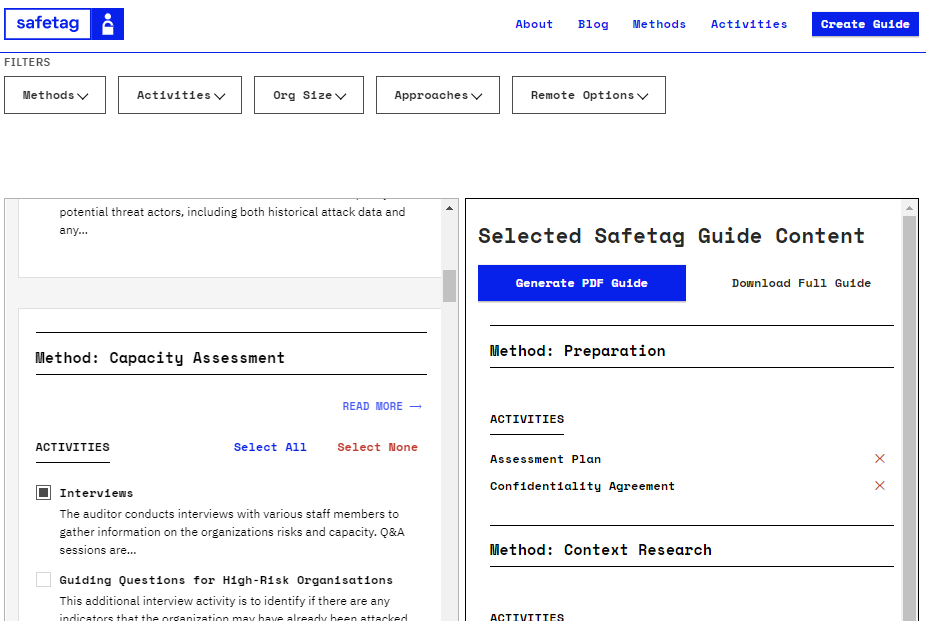 safetag
About Blog Methods Activities Create Guide
FILTERS
Methods Activities Org Size Approaches Remote Options
potential threat actors, including both historical attack data and
any...
Method: Capacity Assessment
READ MORE →
ACTIVITIES Select All Select None
Interviews
The auditor conducts interviews with various staff members to
gather information on the organizations risks and capacity. Q&A
sessions are...
Guiding Questions for High-Risk Organisations
This additional interview activity is to identify if there are any
indicators that the organization may have already been attacked
Selected Safetag Guide Content
Generate PDF Guide Download Full Guide
Method: Preparation
ACTIVITIES
Assessment Plan
Confidentiality Agreement
Method: Context Research
ACTIVITIES